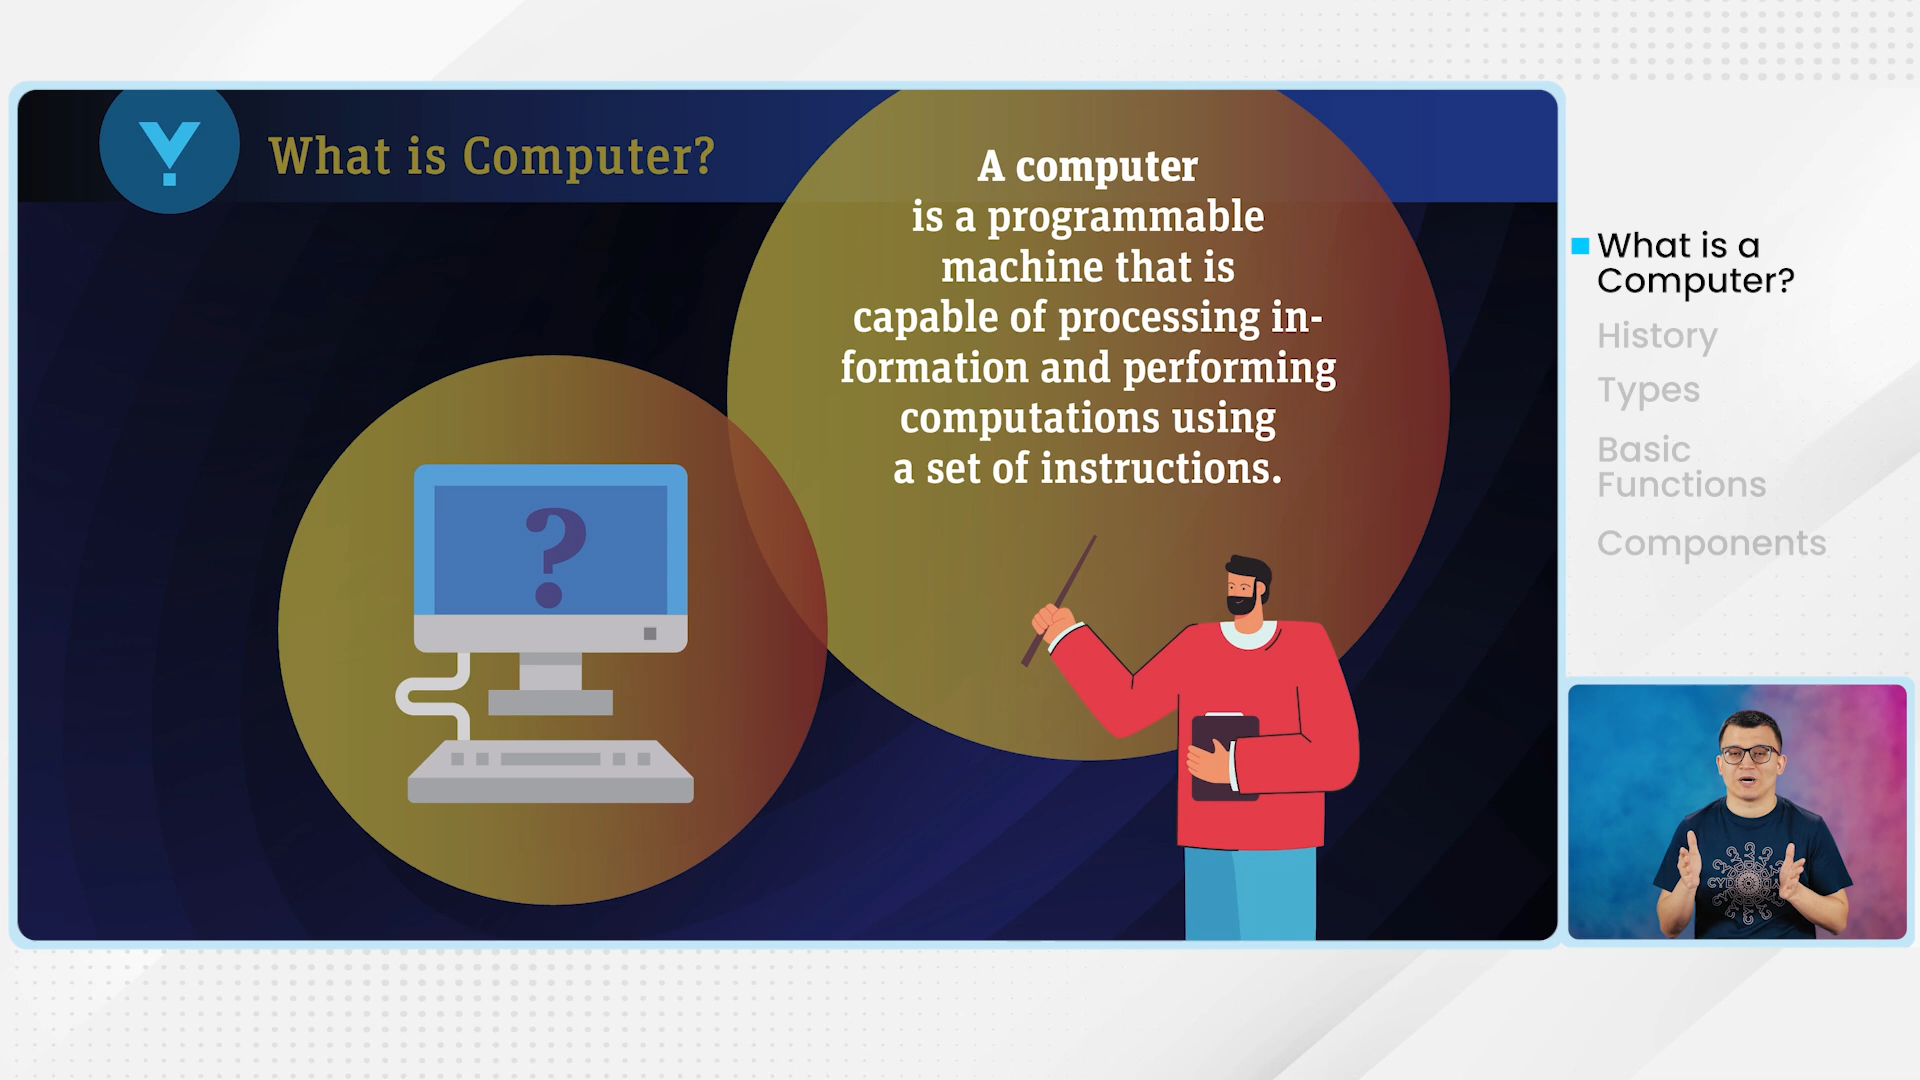 What is Computer?
A computer
is a programmable
machine that is
capable of processing in-
formation and performing
computations using
a set of instructions.
?
What is a
Computer?
History
Types
Basic
Functions
Components